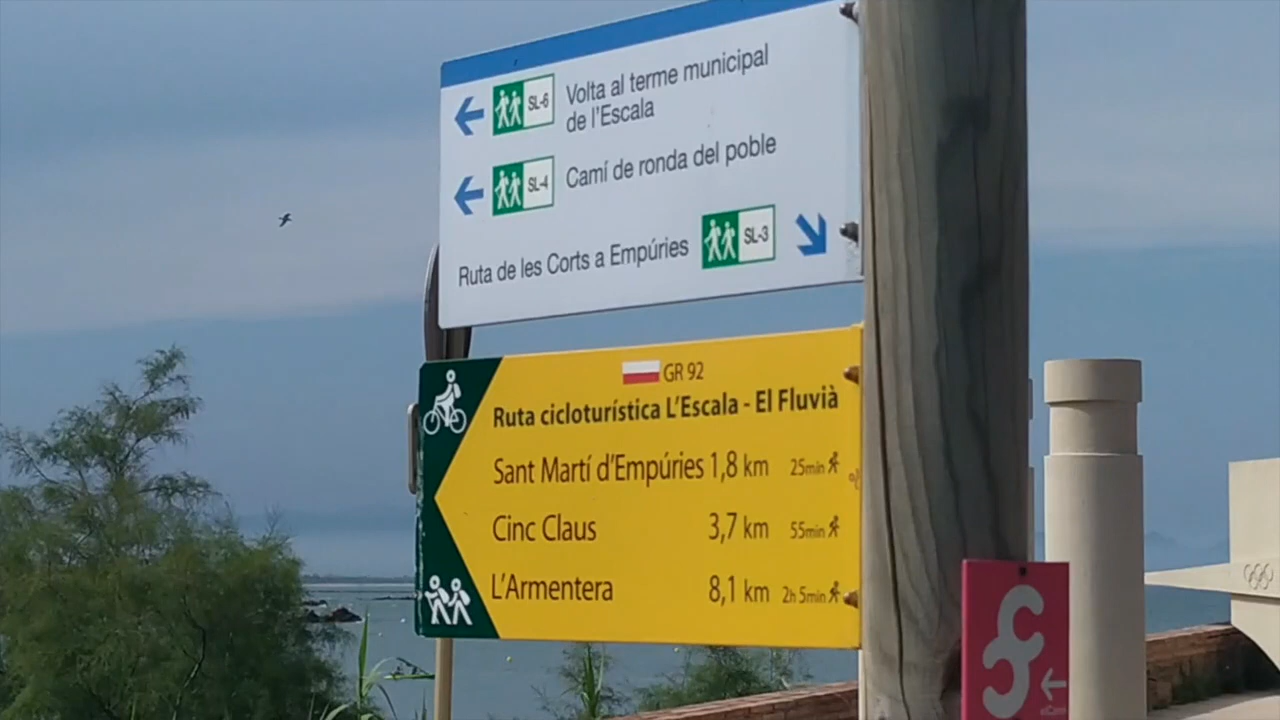 SL-6 Volta al terme municipal
de l'Escala
SL-4 Camí de ronda del poble
Ruta de les Corts a Empúries SL-3
GR 92
Ruta cicloturística L'Escala - El Fluvià
Sant Martí d'Empúries 1,8 km 25min
Cinc Claus 3,7 km 55min
L'Armentera 8,1 km 2h 5min